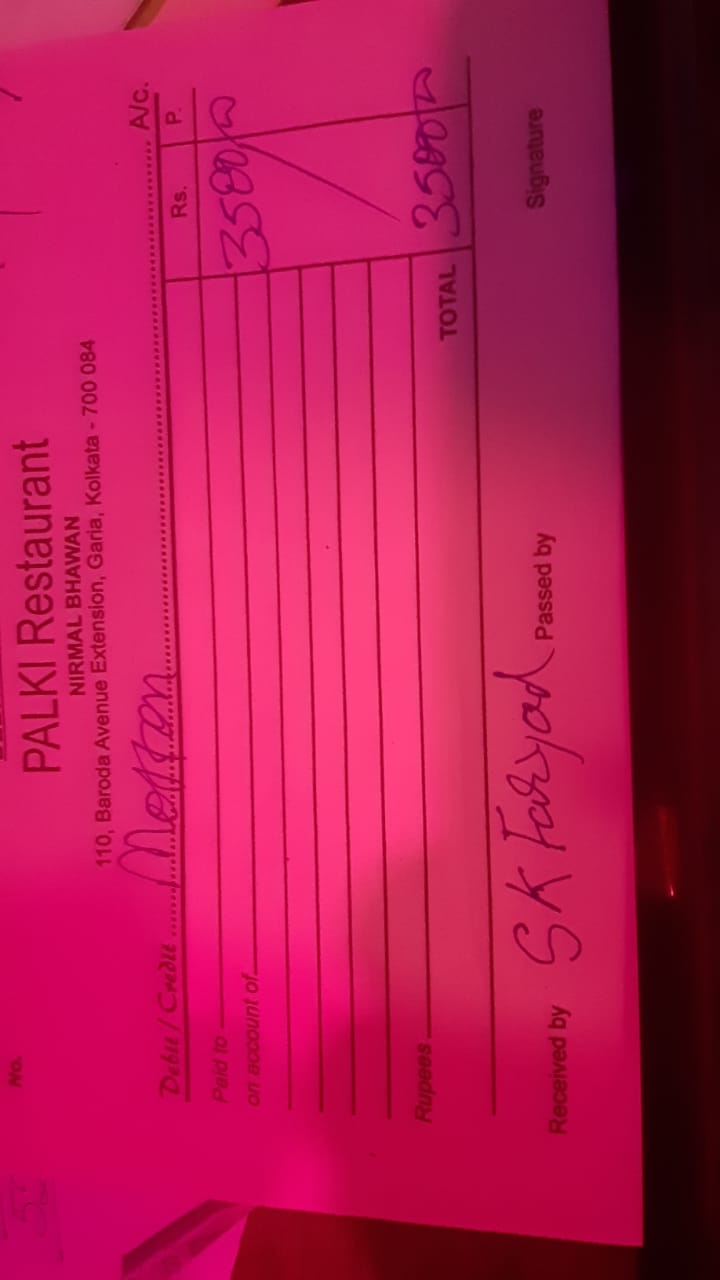 No.
PALKI Restaurant
NIRMAL BHAWAN
110, Baroda Avenue Extension, Garia, Kolkata - 700 084
Debit / Credit Motton A/c.
Rs. P.
Paid to
on account of
3500/-
Rupees TOTAL 3500/-
Received by SK Faryad Passed by Signature